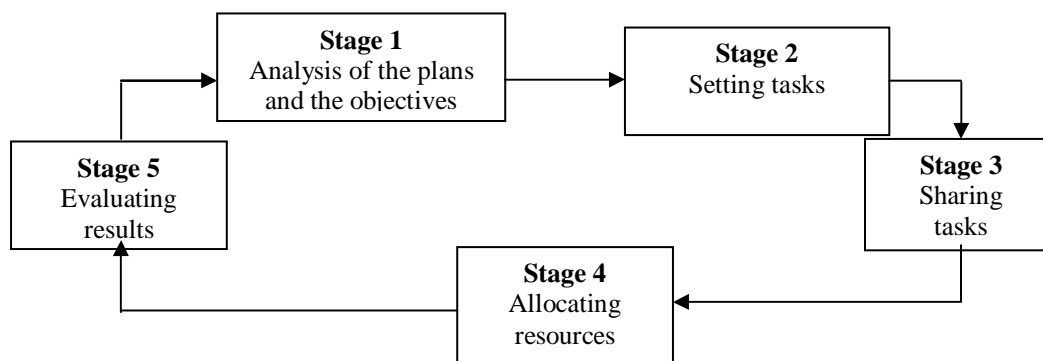 Stage 1
Analysis of the plans
and the objectives
Stage 2
Setting tasks
Stage 3
Sharing
tasks
Stage 4
Allocating
resources
Stage 5
Evaluating
results